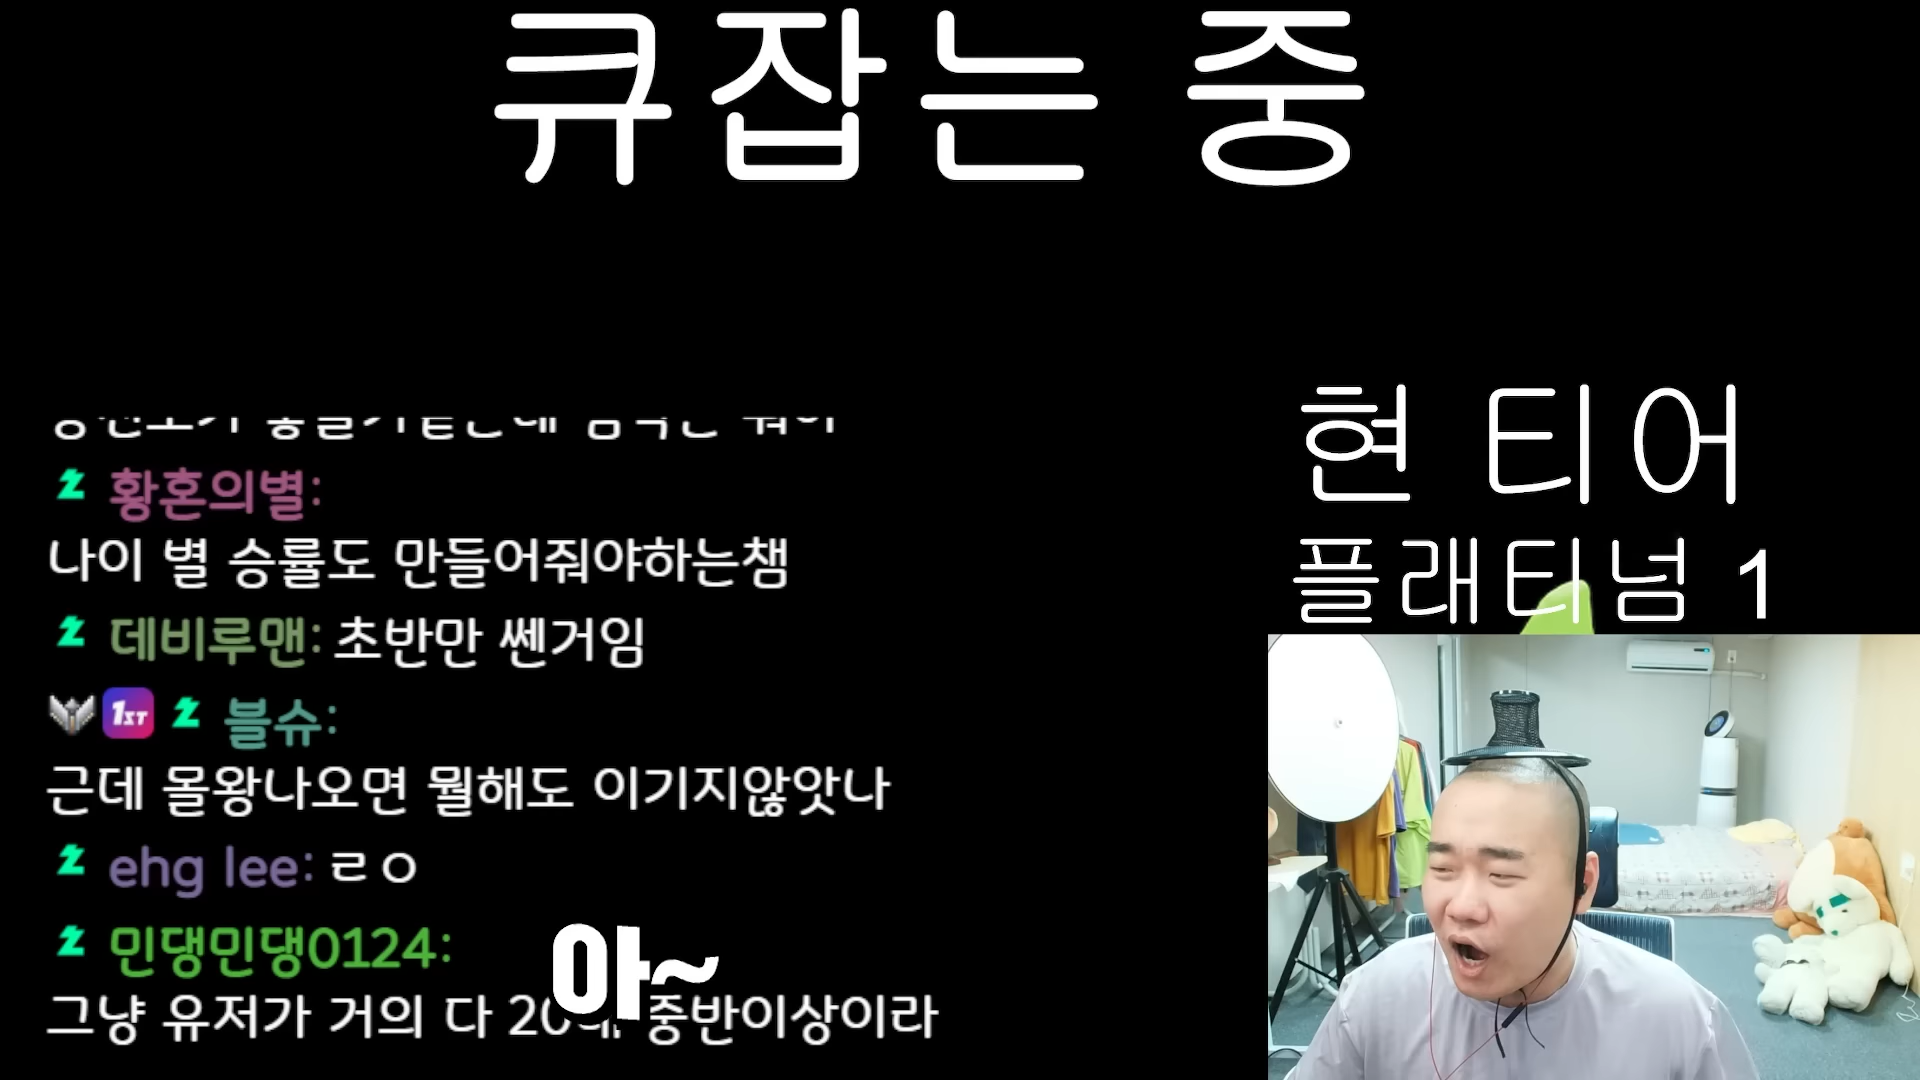 큐잡는 중
현 티어
플래티넘 1
황혼의별:
나이 별 승률도 만들어줘야하는챔
데비루맨: 초반만 쎈거임
1ST 블슈:
근데 몰왕나오면 뭘해도 이기지않앗나
ehg lee: ㄹㅇ
민댕민댕0124:
아~
그냥 유저가 거의 다 20대 중반이상이라